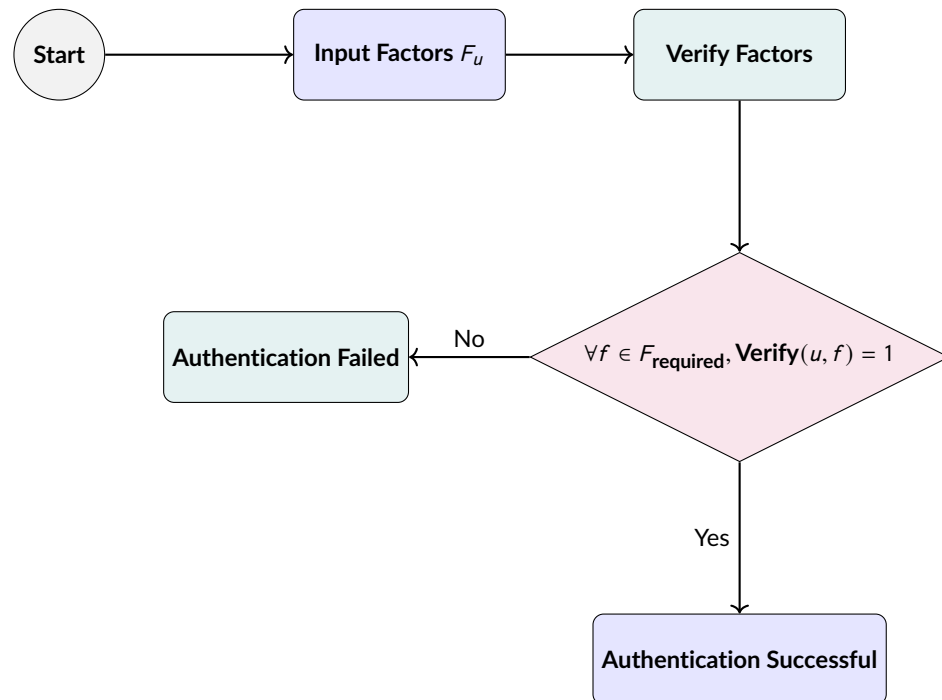 Start
Input Factors F_u
Verify Factors
Authentication Failed
No
∀f ∈ F_required, Verify(u, f) = 1
Yes
Authentication Successful